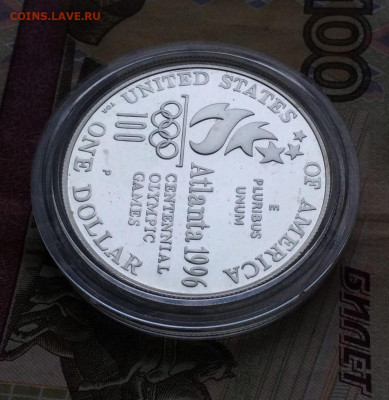 COINS.LAVE.RU
UNITED STATES OF AMERICA
100
Atlanta 1996
CENTENNIAL
OLYMPIC
GAMES
E
PLURIBUS
UNUM
P
ONE DOLLAR
100
БИЛЕТ